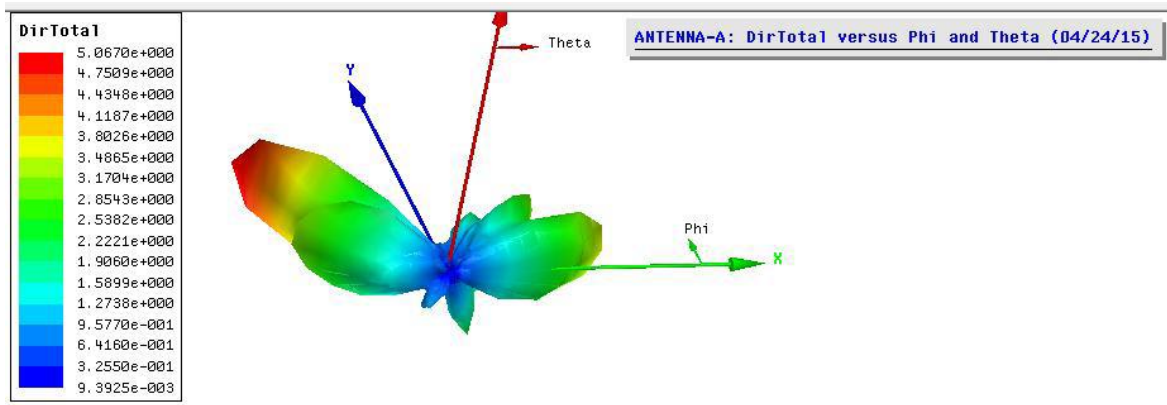 DirTotal
5.0670e+000
4.7509e+000
4.4348e+000
4.1187e+000
3.8026e+000
3.4865e+000
3.1704e+000
2.8543e+000
2.5382e+000
2.2221e+000
1.9060e+000
1.5899e+000
1.2738e+000
9.5770e-001
6.4160e-001
3.2550e-001
9.3925e-003
Theta
Y
Phi
X
ANTENNA-A: DirTotal versus Phi and Theta (04/24/15)